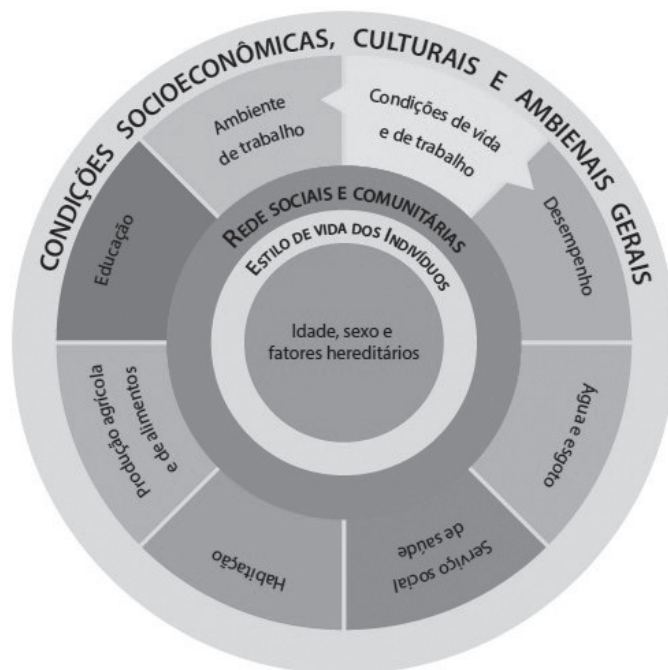 CONDIÇÕES SOCIOECONÔMICAS, CULTURAIS E AMBIENAIS GERAIS
Ambiente
de trabalho
Condições de vida
e de trabalho
Desempenho
Água e esgoto
Serviço social
de saúde
Habitação
Produção agrícola
e de alimentos
Educação
REDE SOCIAIS E COMUNITÁRIAS
ESTILO DE VIDA DOS INDIVÍDUOS
Idade, sexo e
fatores hereditários